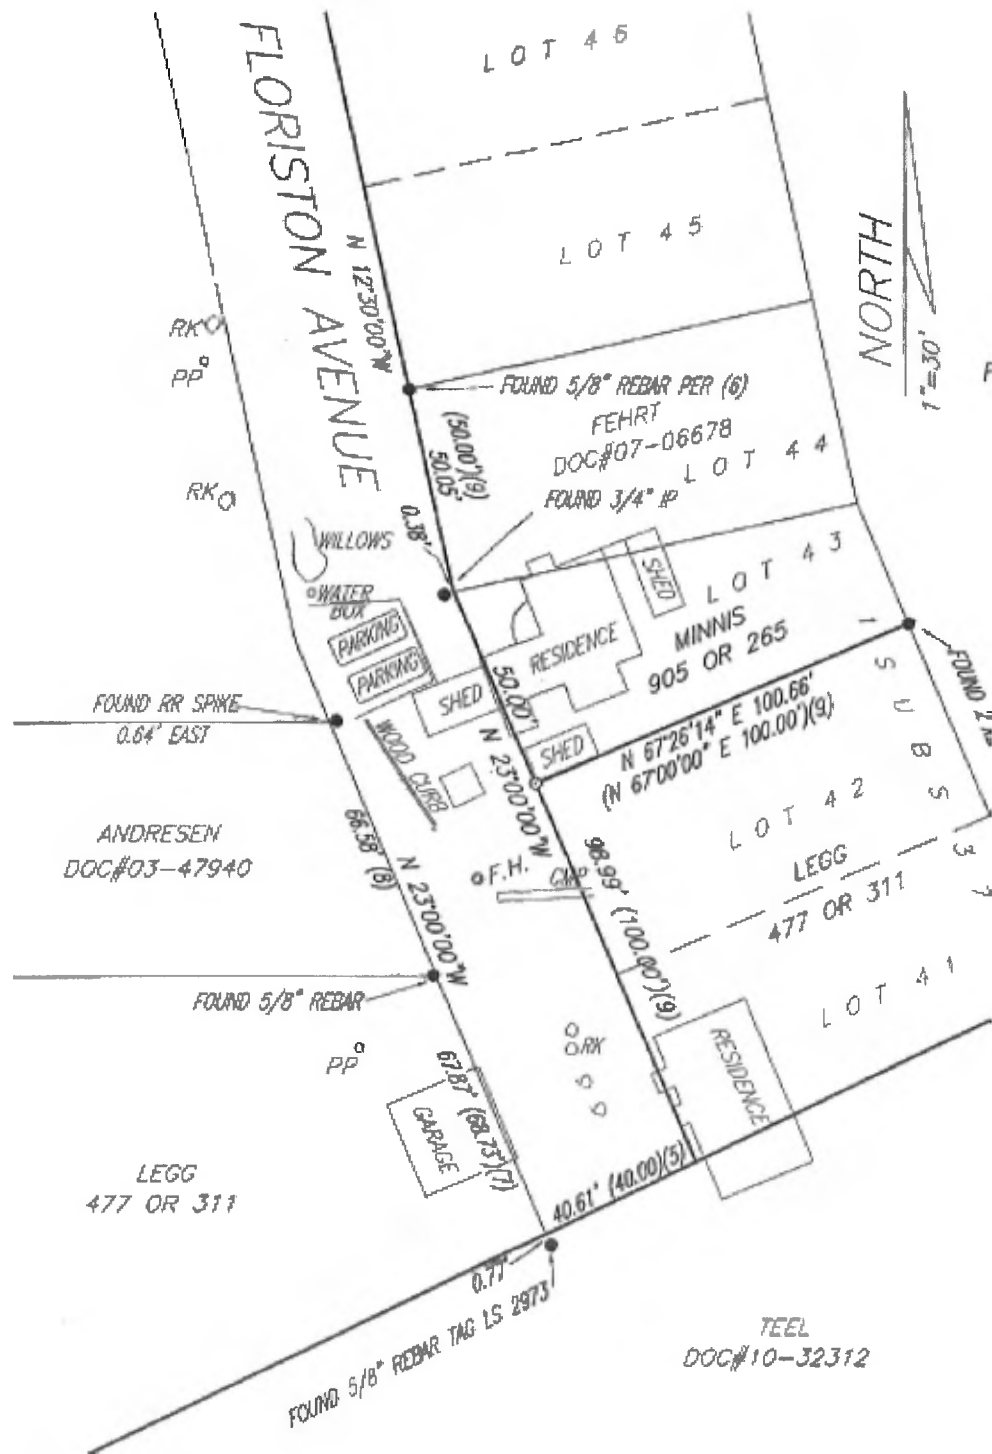 FLORISTON AVENUE
LOT 46
LOT 45
N 12°30'00"W
NORTH
1"=30'
RK
PP
FOUND 5/8" REBAR PER (6)
FEHRT
DOC#07-06678
LOT 44
(50.00')(9)
50.05'
RK
FOUND 3/4" IP
0.38'
WILLOWS
WATER
BOX
PARKING
PARKING
SHED
RESIDENCE
SHED
LOT 43
MINNIS
905 OR 265
1
50.00'
SHED
FOUND RR SPIKE
0.64' EAST
WOOD CURB
N 23°00'00"W
N 67°26'14" E 100.66'
(N 67°00'00" E 100.00')(9)
FOUND
SUBS
ANDRESEN
DOC#03-47940
66.58' (8)
N 23°00'00"W
F.H.
98.99' (100.00')(9)
LOT 42
LEGG
477 OR 311
LOT 41
FOUND 5/8" REBAR
PP
RK
RESIDENCE
67.87' (68.73')(7)
GARAGE
LEGG
477 OR 311
40.61' (40.00)(5)
0.77'
FOUND 5/8" REBAR TAG LS 2973
TEEL
DOC#10-32312